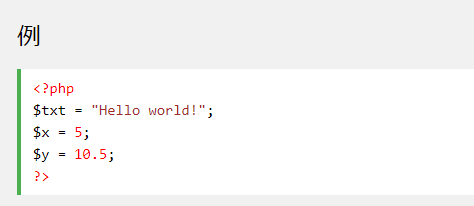 例
<?php
$txt = "Hello world!";
$x = 5;
$y = 10.5;
?>